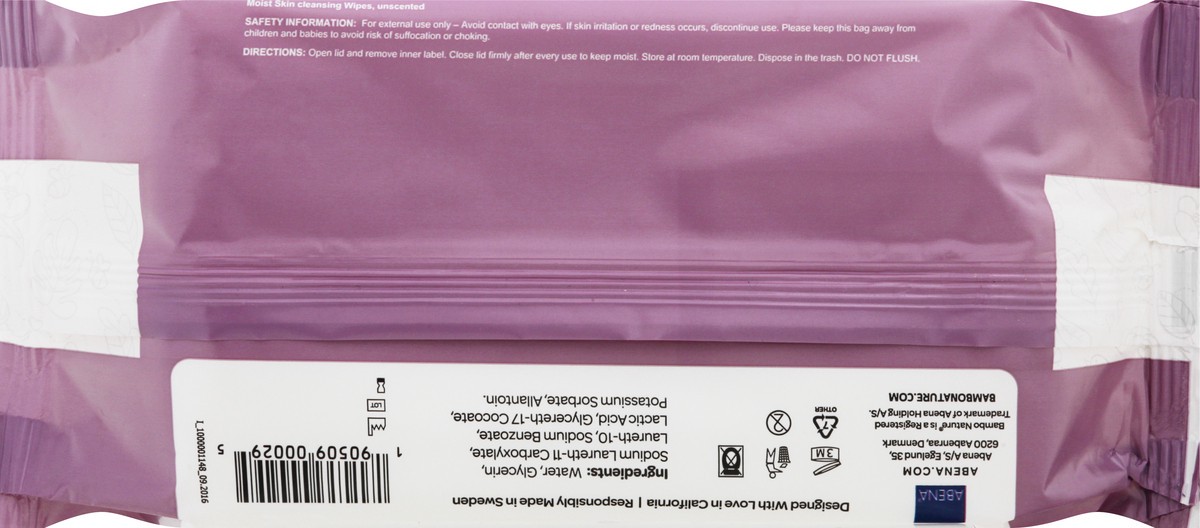 Moist Skin cleansing Wipes, unscented
SAFETY INFORMATION: For external use only – Avoid contact with eyes. If skin irritation or redness occurs, discontinue use. Please keep this bag away from
children and babies to avoid risk of suffocation or choking.
DIRECTIONS: Open lid and remove inner label. Close lid firmly after every use to keep moist. Store at room temperature. Dispose in the trash. DO NOT FLUSH.
ABENA
ABENA.COM
Abena A/S, Egelund 35,
6200 Aabenraa, Denmark
Bambo Nature® is a Registered
Trademark of Abena Holding A/S.
BAMBONATURE.COM
Designed With Love in California | Responsibly Made in Sweden
3M
7
OTHER
Ingredients: Water, Glycerin,
Sodium Laureth-11 Carboxylate,
Laureth-10, Sodium Benzoate,
Lactic Acid, Glycereth-17 Cocoate,
Potassium Sorbate, Allantoin.
LOT
1 90509 00029 5
I_1000001148_09.2016